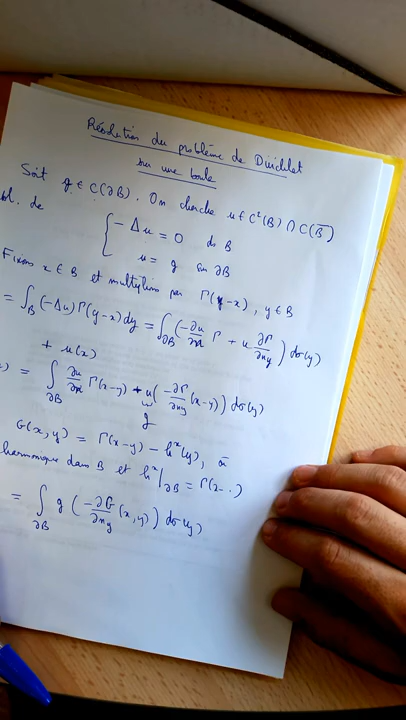 Résolution du problème de Dirichlet
sur une boule
Soit g ∈ C(∂B). On cherche u ∈ C²(B) ∩ C(B̄)
sol. de
{ -Δu = 0 ds B
u = g sur ∂B
Fixons x ∈ B et multiplions par Γ(y-x), y ∈ B
= ∫_B (-Δu)Γ(y-x)dy = ∫_∂B (-∂u/∂n Γ + u ∂Γ/∂n_y) dσ(y)
+ u(x)
) = ∫_∂B ∂u/∂n Γ(x-y) + u (-∂Γ/∂n_y (x-y)) dσ(y)
g
G(x,y) = Γ(x-y) - h^x(y), où
harmonique dans B et h^x|_∂B = Γ(x-·)
= ∫_∂B g (-∂G/∂n_y (x,y)) dσ(y)